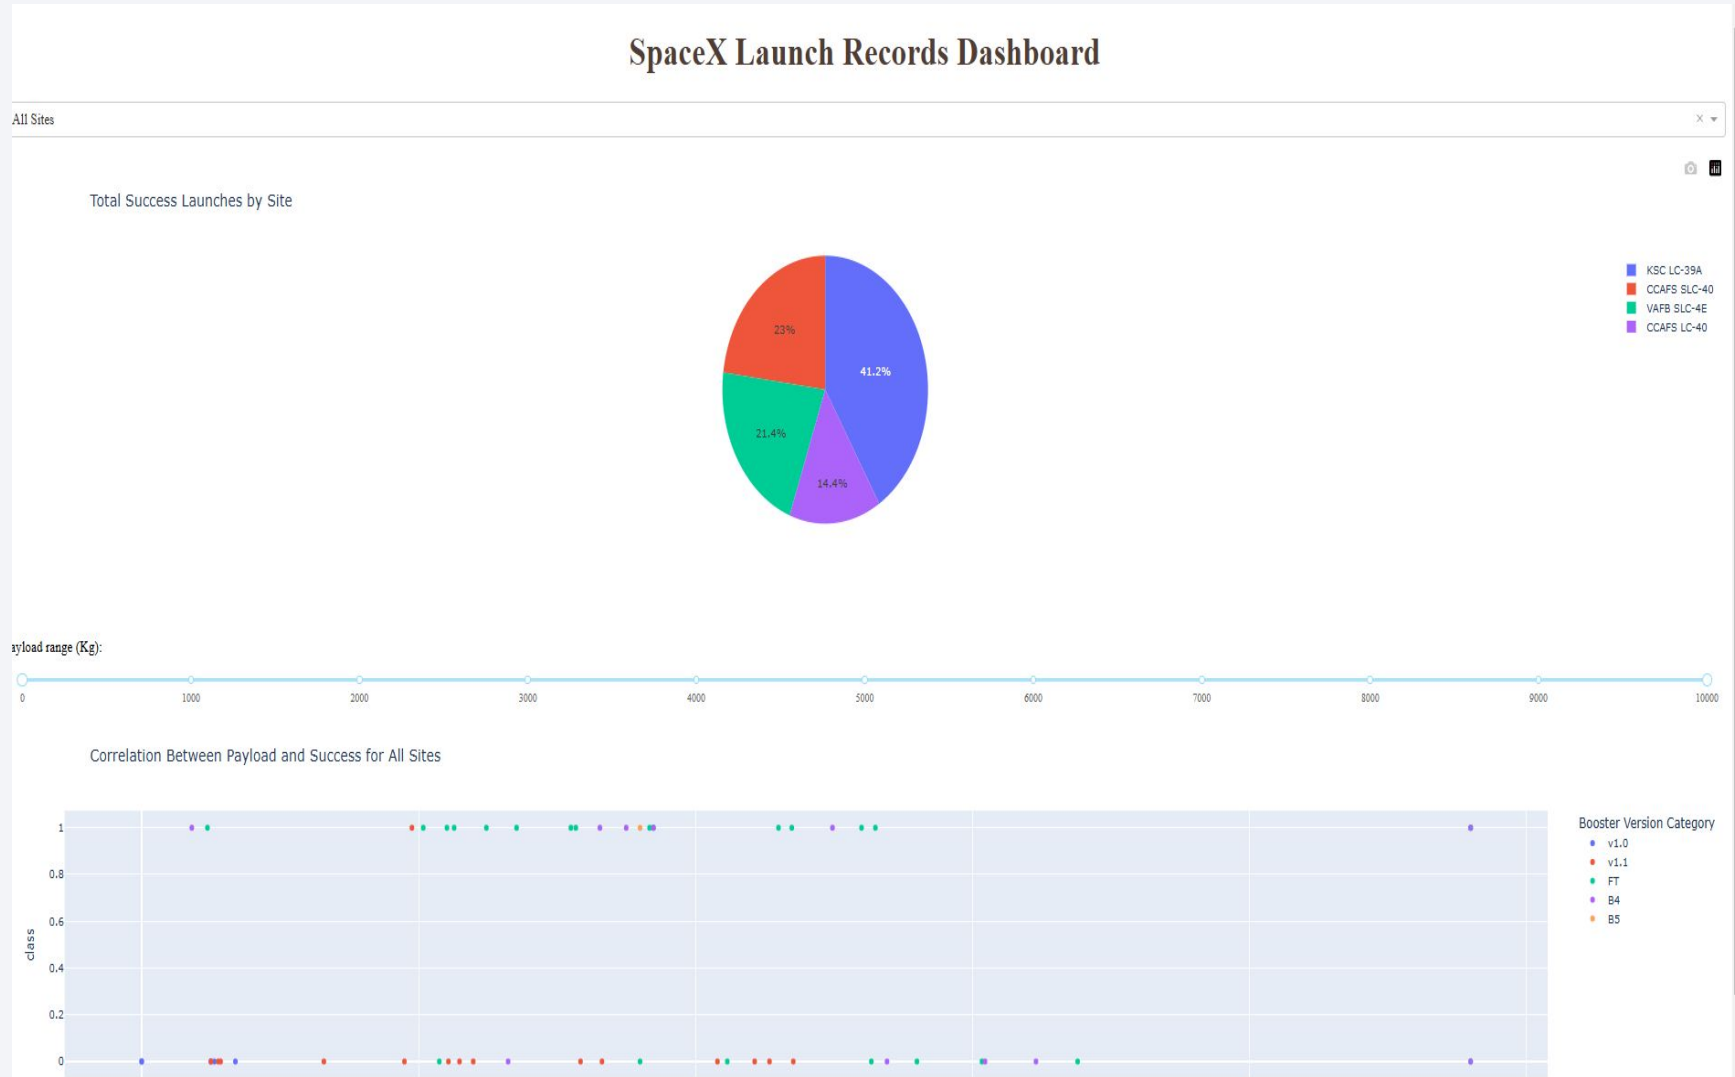 SpaceX Launch Records Dashboard
All Sites
×
Total Success Launches by Site
KSC LC-39A
CCAFS SLC-40
VAFB SLC-4E
CCAFS LC-40
23%
41.2%
21.4%
14.4%
ayload range (Kg):
0 1000 2000 3000 4000 5000 6000 7000 8000 9000 10000
Correlation Between Payload and Success for All Sites
Booster Version Category
v1.0
v1.1
FT
B4
B5
class
1
0.8
0.6
0.4
0.2
0